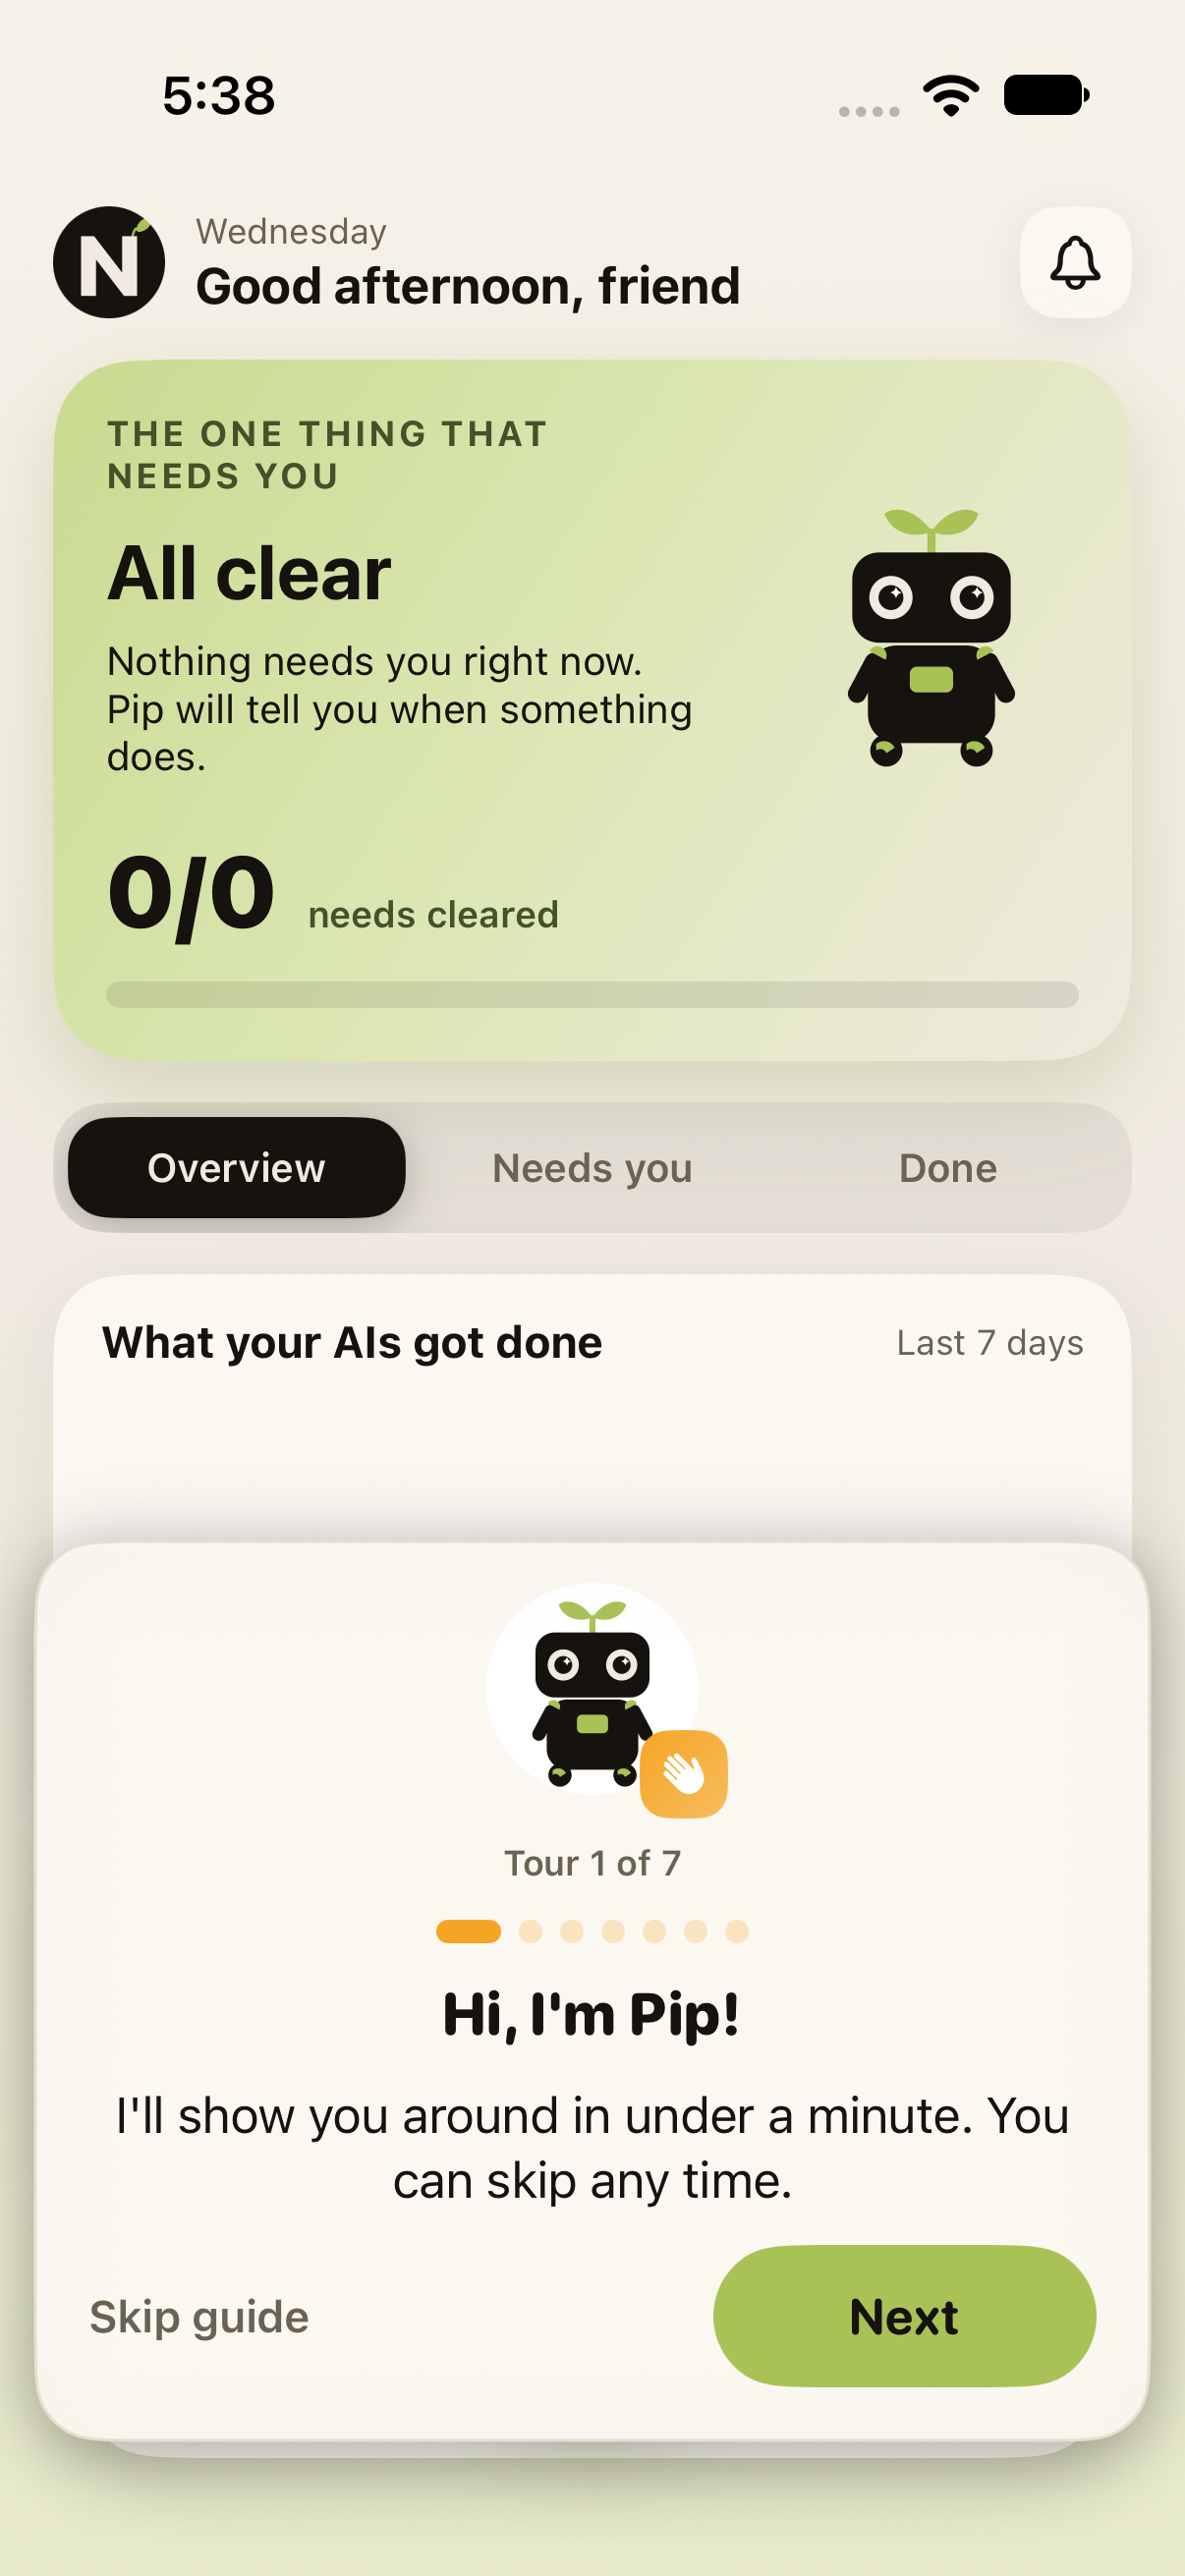 5:38
N
Wednesday
Good afternoon, friend
THE ONE THING THAT
NEEDS YOU
All clear
Nothing needs you right now.
Pip will tell you when something
does.
0/0 needs cleared
Overview Needs you Done
What your AIs got done Last 7 days
Tour 1 of 7
Hi, I'm Pip!
I'll show you around in under a minute. You
can skip any time.
Skip guide Next